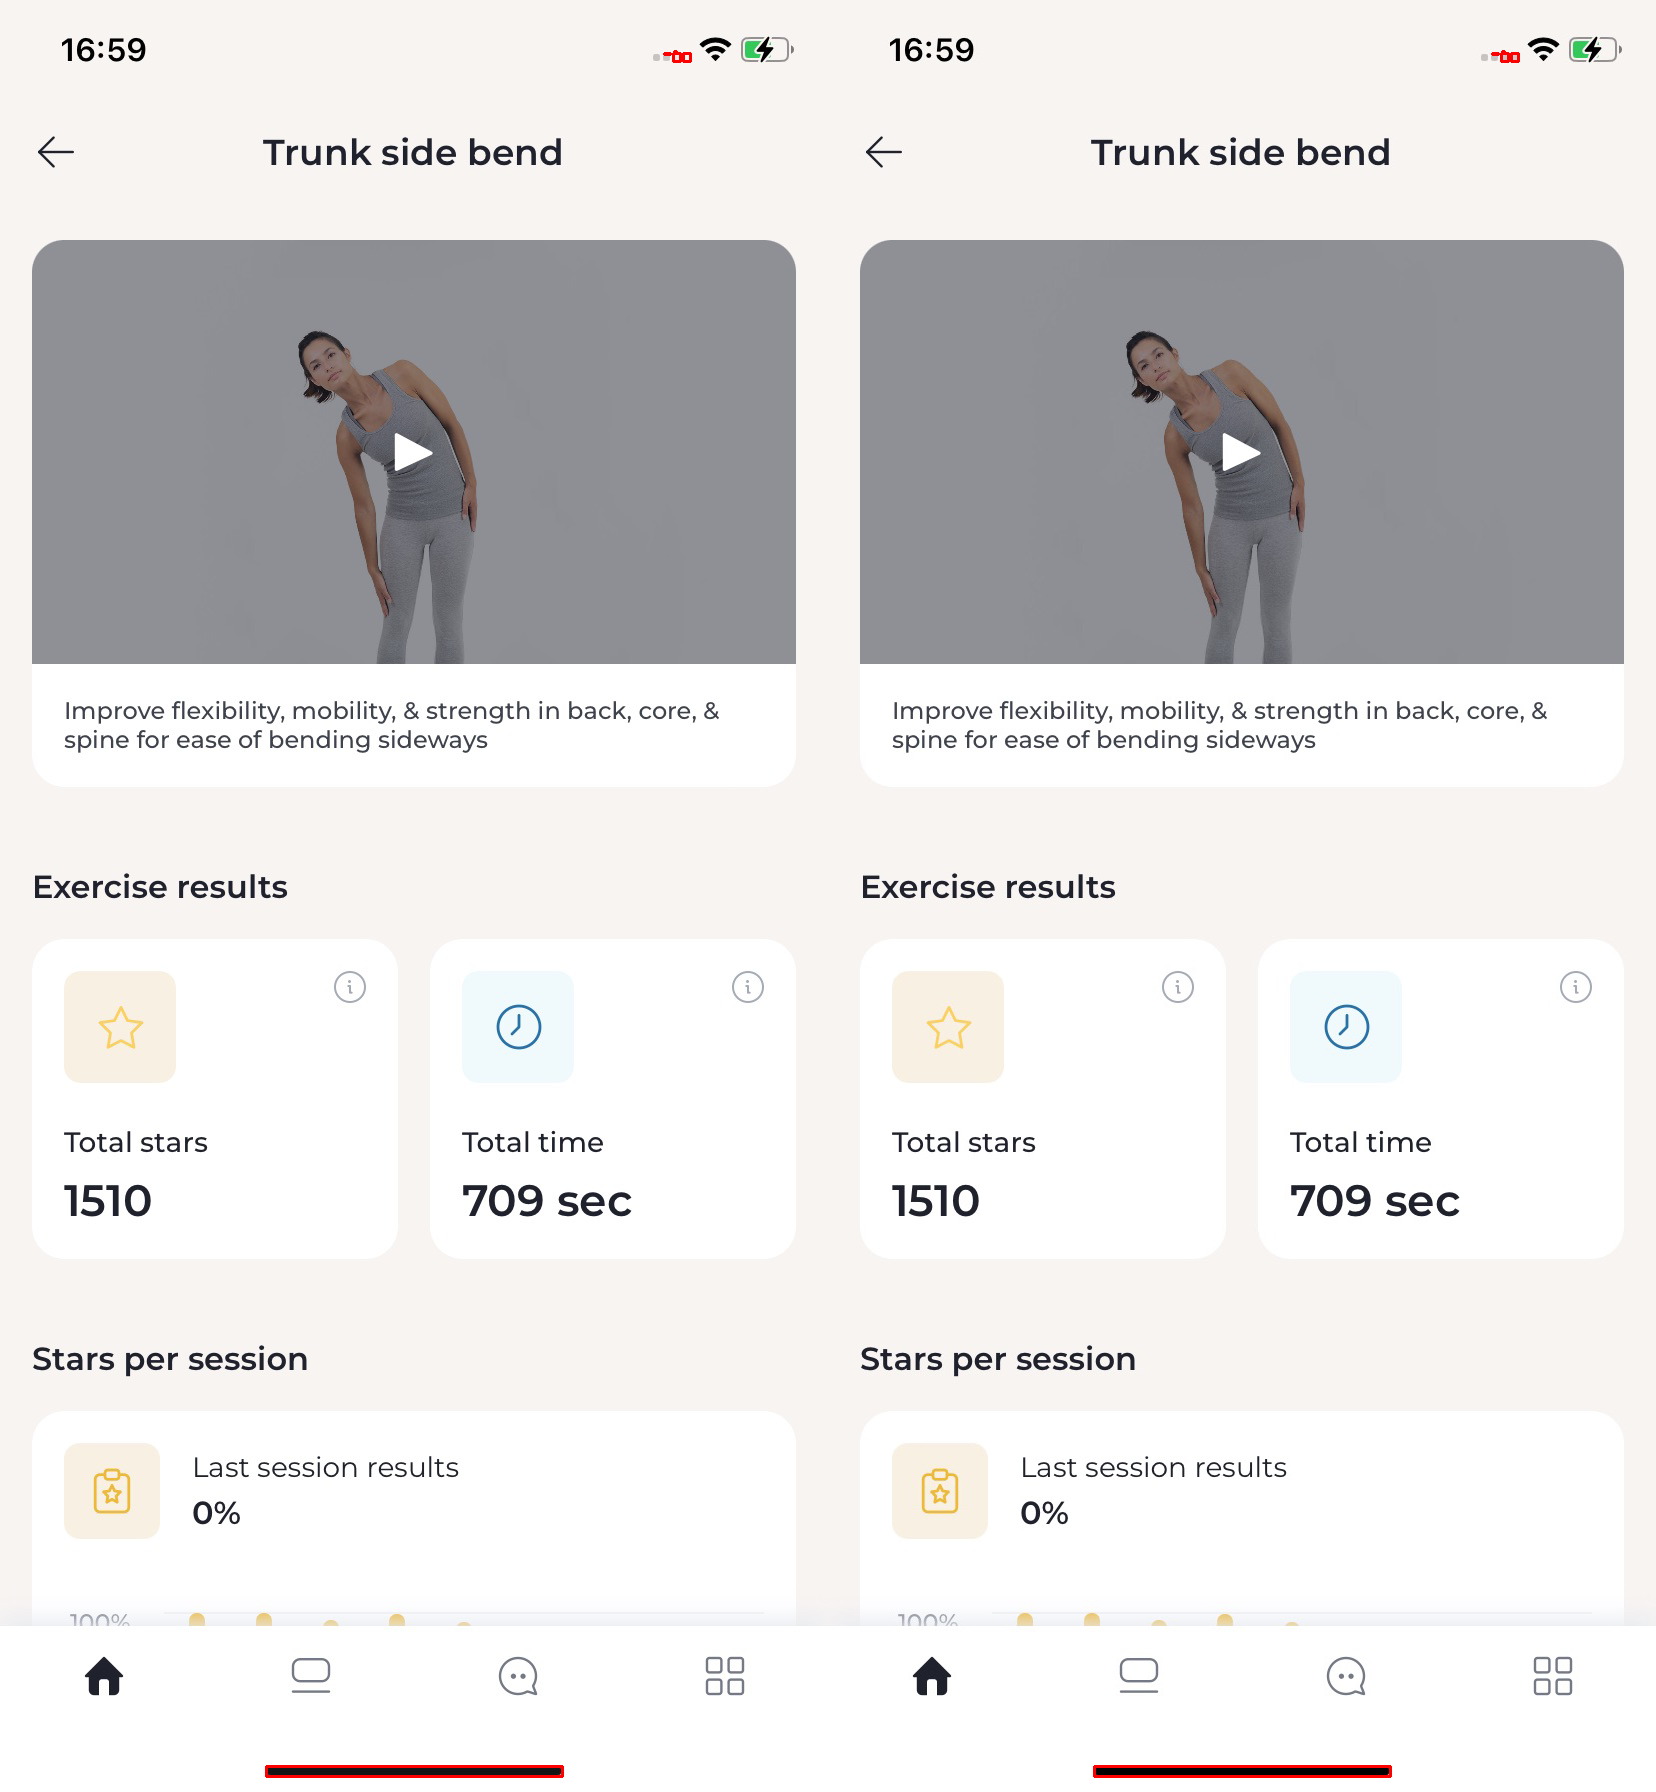 16:59
Trunk side bend
Improve flexibility, mobility, & strength in back, core, &
spine for ease of bending sideways
Exercise results
Total stars
1510
Total time
709 sec
Stars per session
Last session results
0%
100%
16:59
Trunk side bend
Improve flexibility, mobility, & strength in back, core, &
spine for ease of bending sideways
Exercise results
Total stars
1510
Total time
709 sec
Stars per session
Last session results
0%
100%